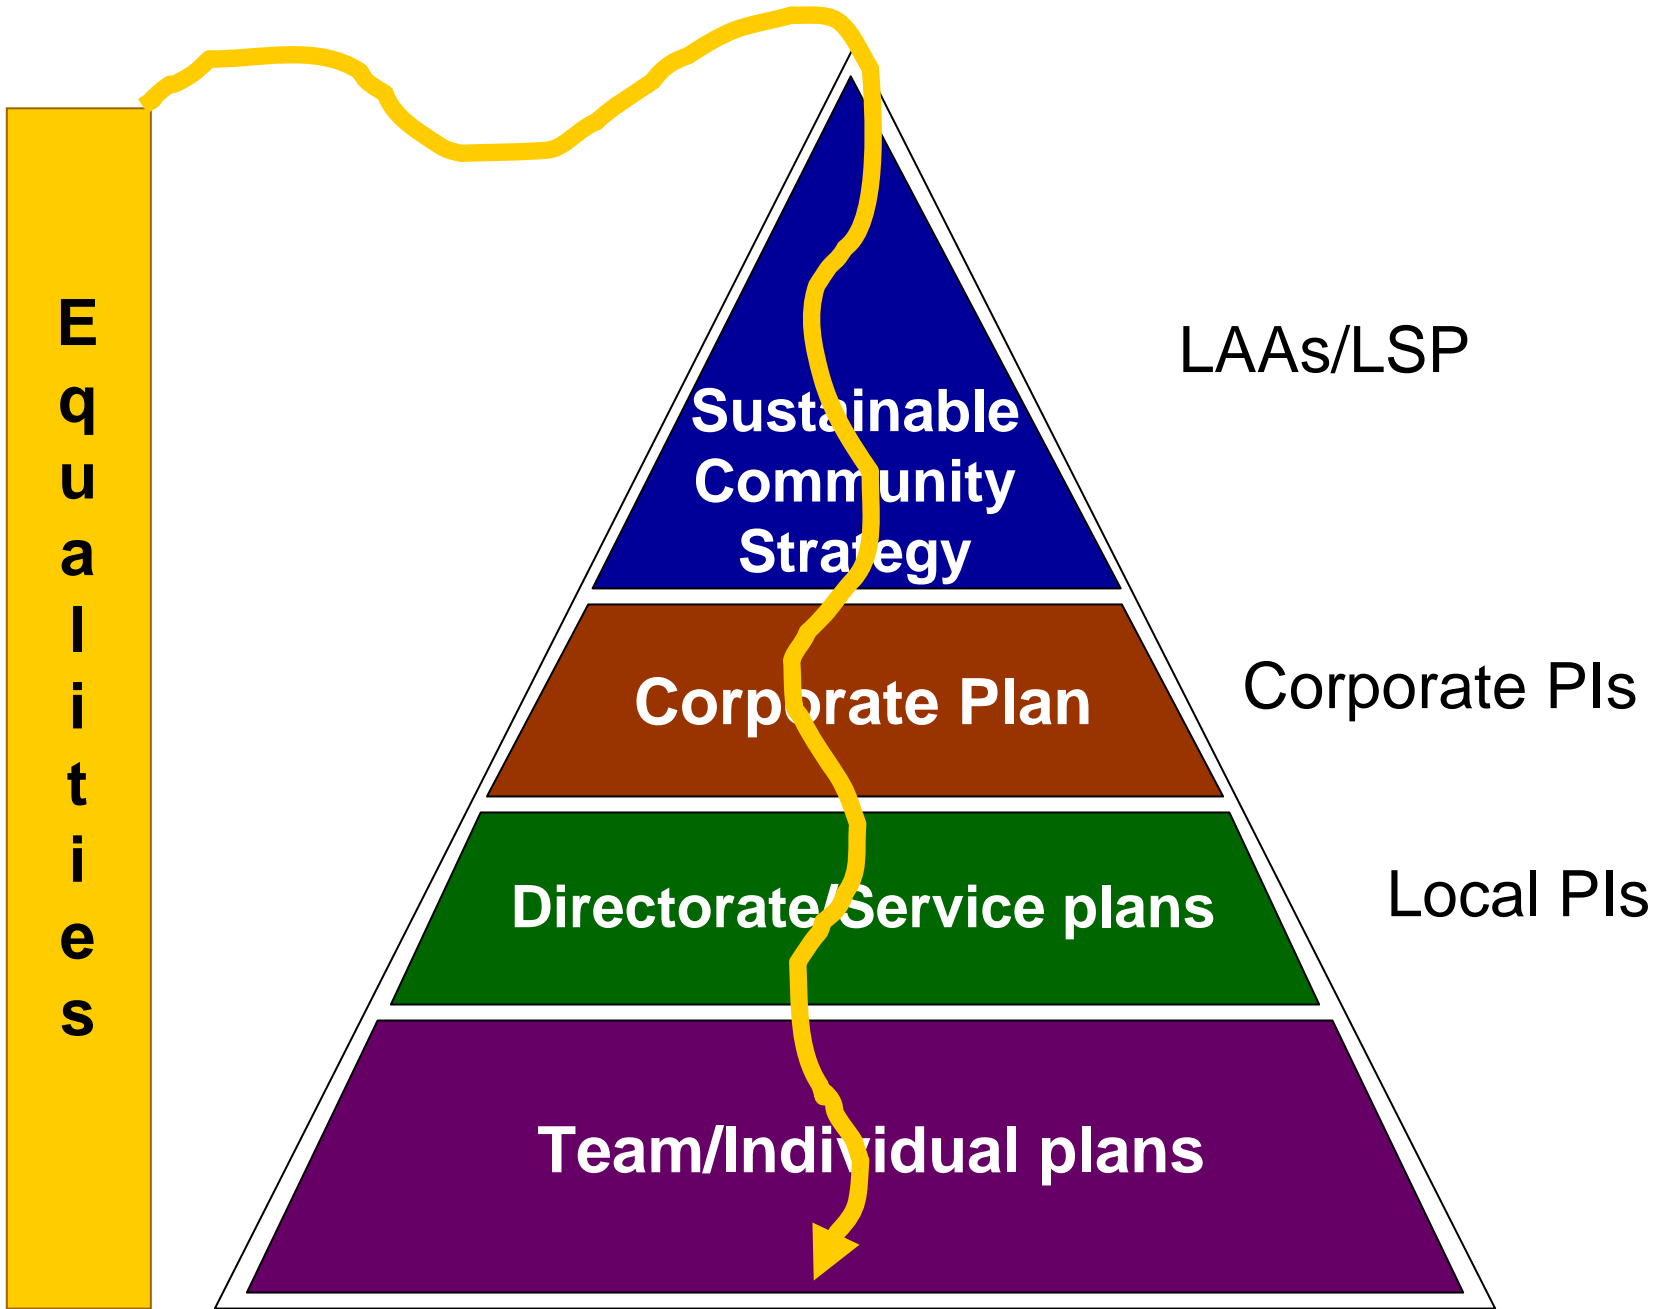 Equalities
LAAs/LSP
Sustainable
Community
Strategy
Corporate Plan
Corporate PIs
Directorate/Service plans
Local PIs
Team/Individual plans